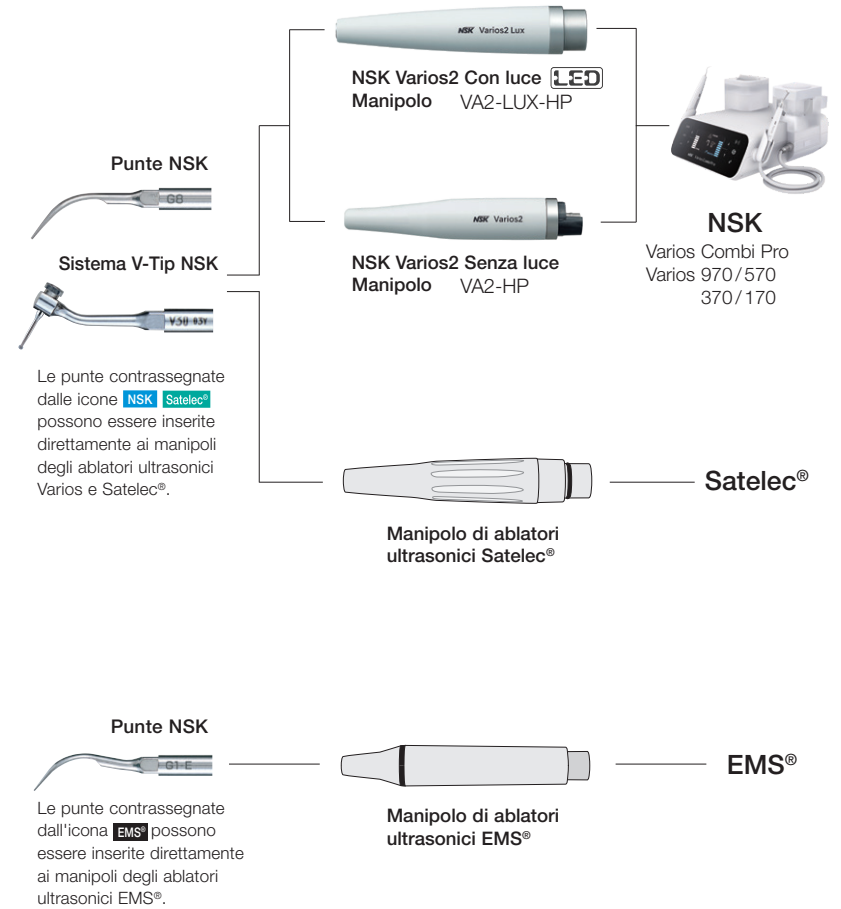 NSK Varios2 Lux
NSK Varios2 Con luce LED
Manipolo VA2-LUX-HP
Punte NSK
G8
NSK Varios2
NSK
Varios Combi Pro
Varios 970/570
370/170
NSK Varios2 Senza luce
Manipolo VA2-HP
Sistema V-Tip NSK
V30 03Y
Le punte contrassegnate
dalle icone NSK Satelec®
possono essere inserite
direttamente ai manipoli
degli ablatori ultrasonici
Varios e Satelec®.
Satelec®
Manipolo di ablatori
ultrasonici Satelec®
Punte NSK
G1-E
EMS®
Le punte contrassegnate
dall'icona EMS® possono
essere inserite direttamente
ai manipoli degli ablatori
ultrasonici EMS®.
Manipolo di ablatori
ultrasonici EMS®